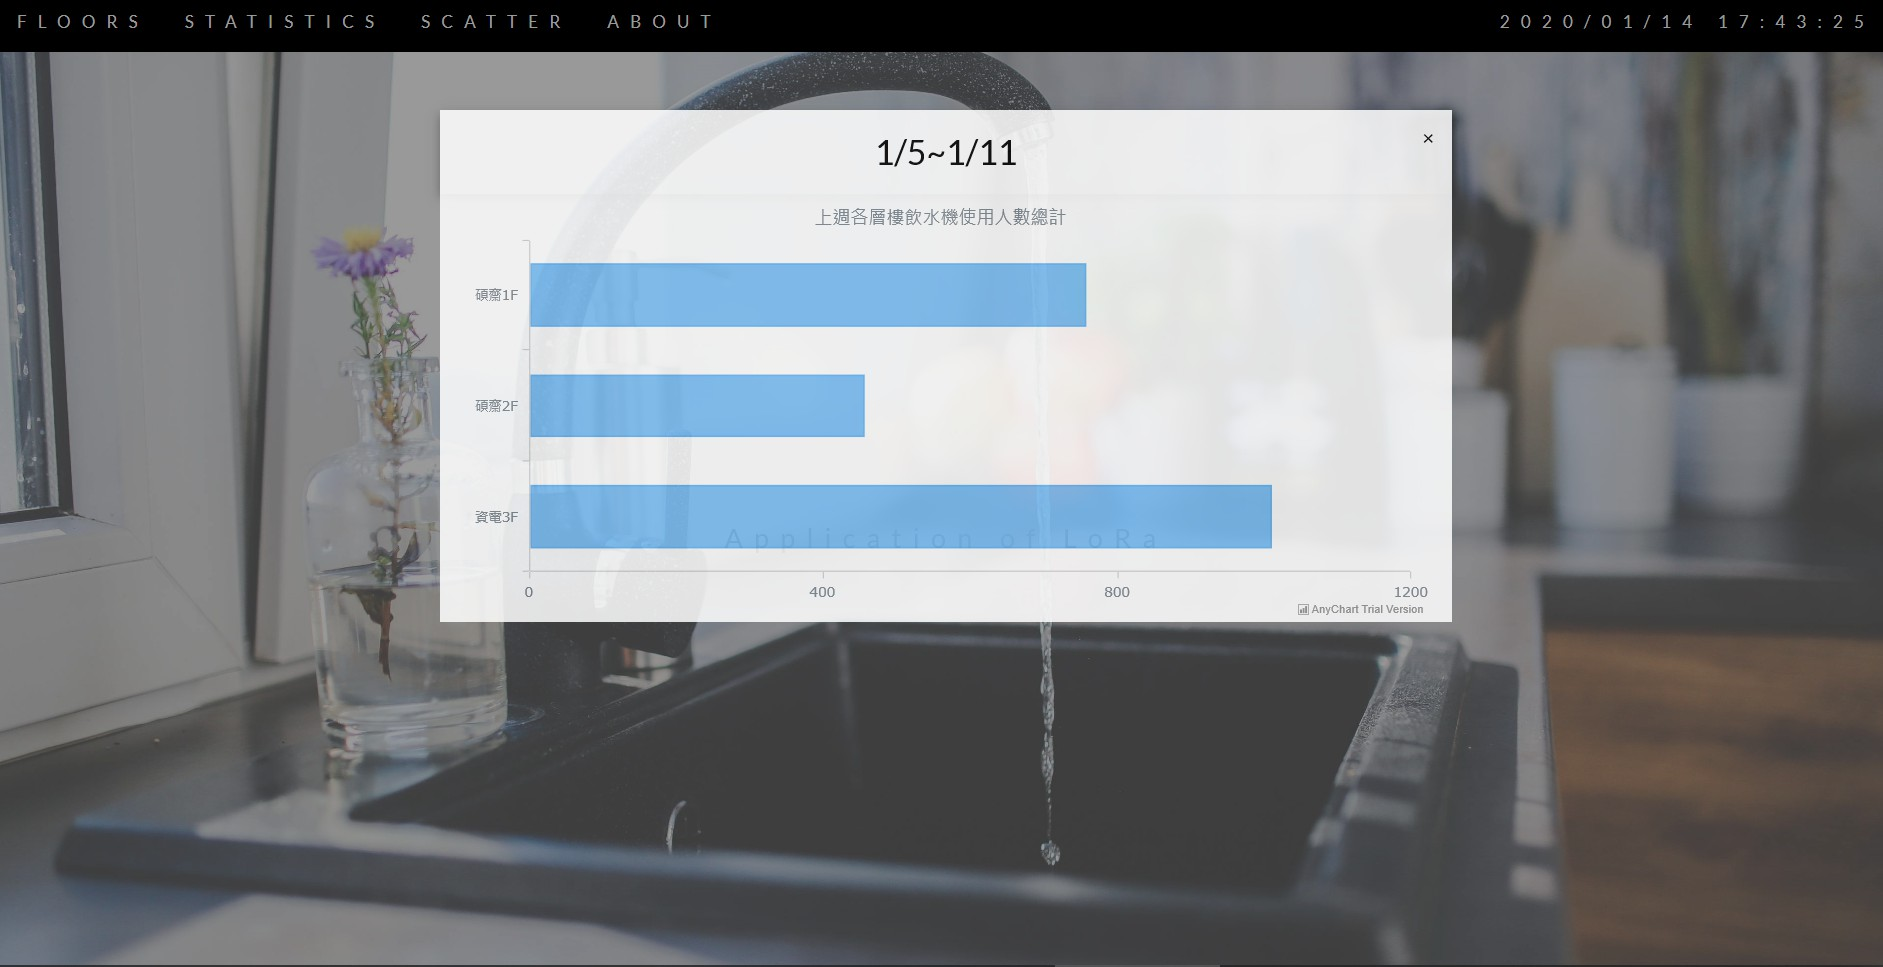 FLOORS STATISTICS SCATTER ABOUT 2020/01/14 17:43:25
1/5~1/11
×
上週各層樓飲水機使用人數總計
碩齋1F
碩齋2F
資電3F
Application of LoRa
0 400 800 1200
AnyChart Trial Version